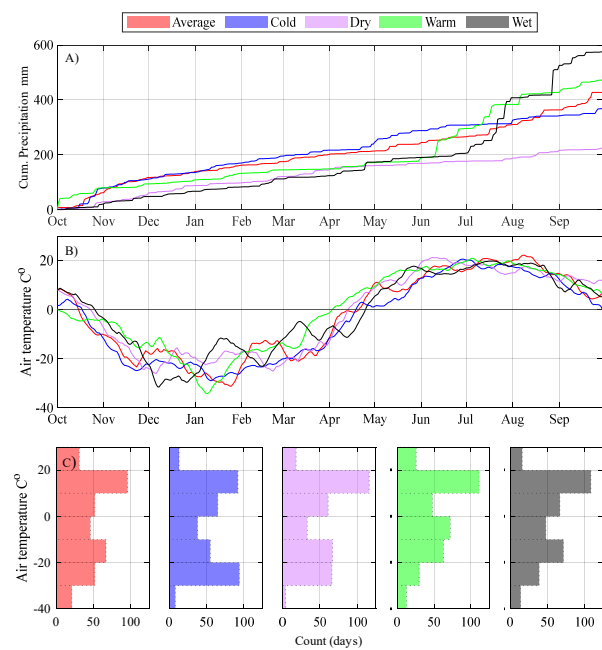 Average Cold Dry Warm Wet
A)
Cum. Precipitation mm
600
400
200
0
Oct Nov Dec Jan Feb Mar Apr May Jun Jul Aug Sep
B)
Air temperature C⁰
20
0
-20
-40
Oct Nov Dec Jan Feb Mar Apr May Jun Jul Aug Sep
C)
Air temperature C⁰
20
0
-20
-40
0 50 100 0 50 100 0 50 100 0 50 100 0 50 100
Count (days)